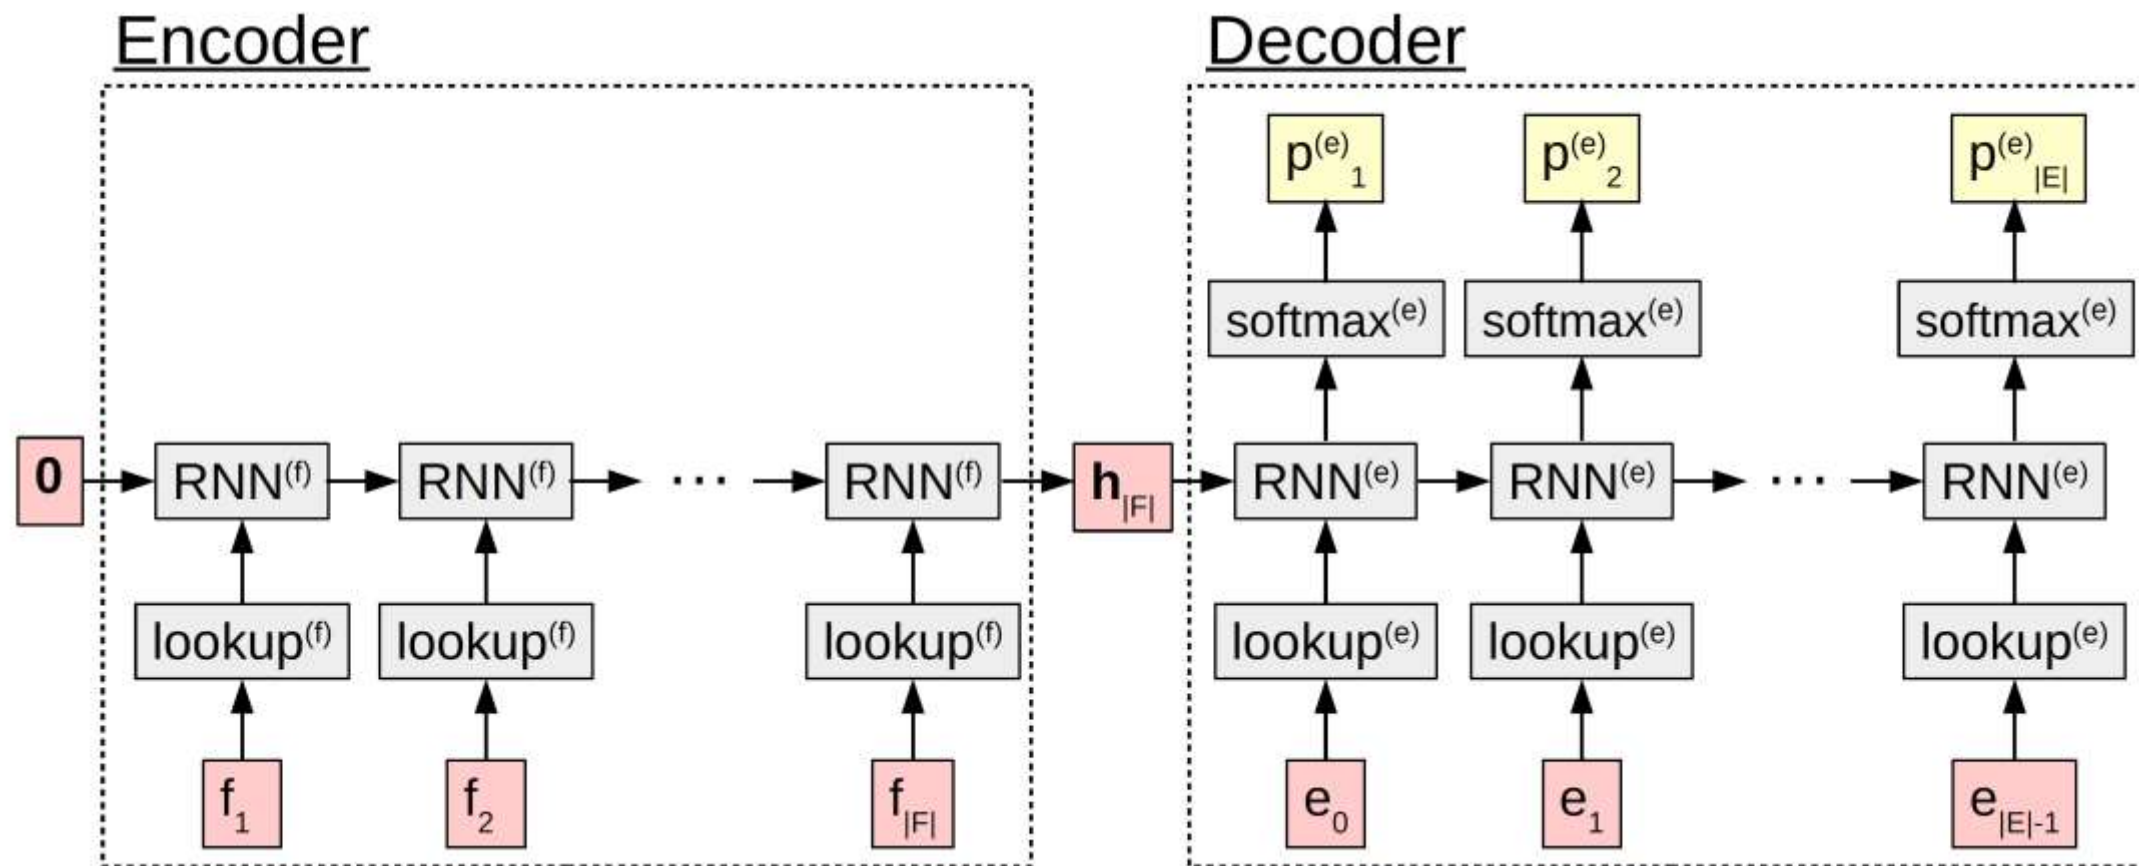 Encoder Decoder
p(e)1 p(e)2 p(e)|E|
softmax(e) softmax(e) softmax(e)
0 RNN(f) RNN(f) ... RNN(f) h|F| RNN(e) RNN(e) ... RNN(e)
lookup(f) lookup(f) lookup(f) lookup(e) lookup(e) lookup(e)
f1 f2 f|F| e0 e1 e|E|-1